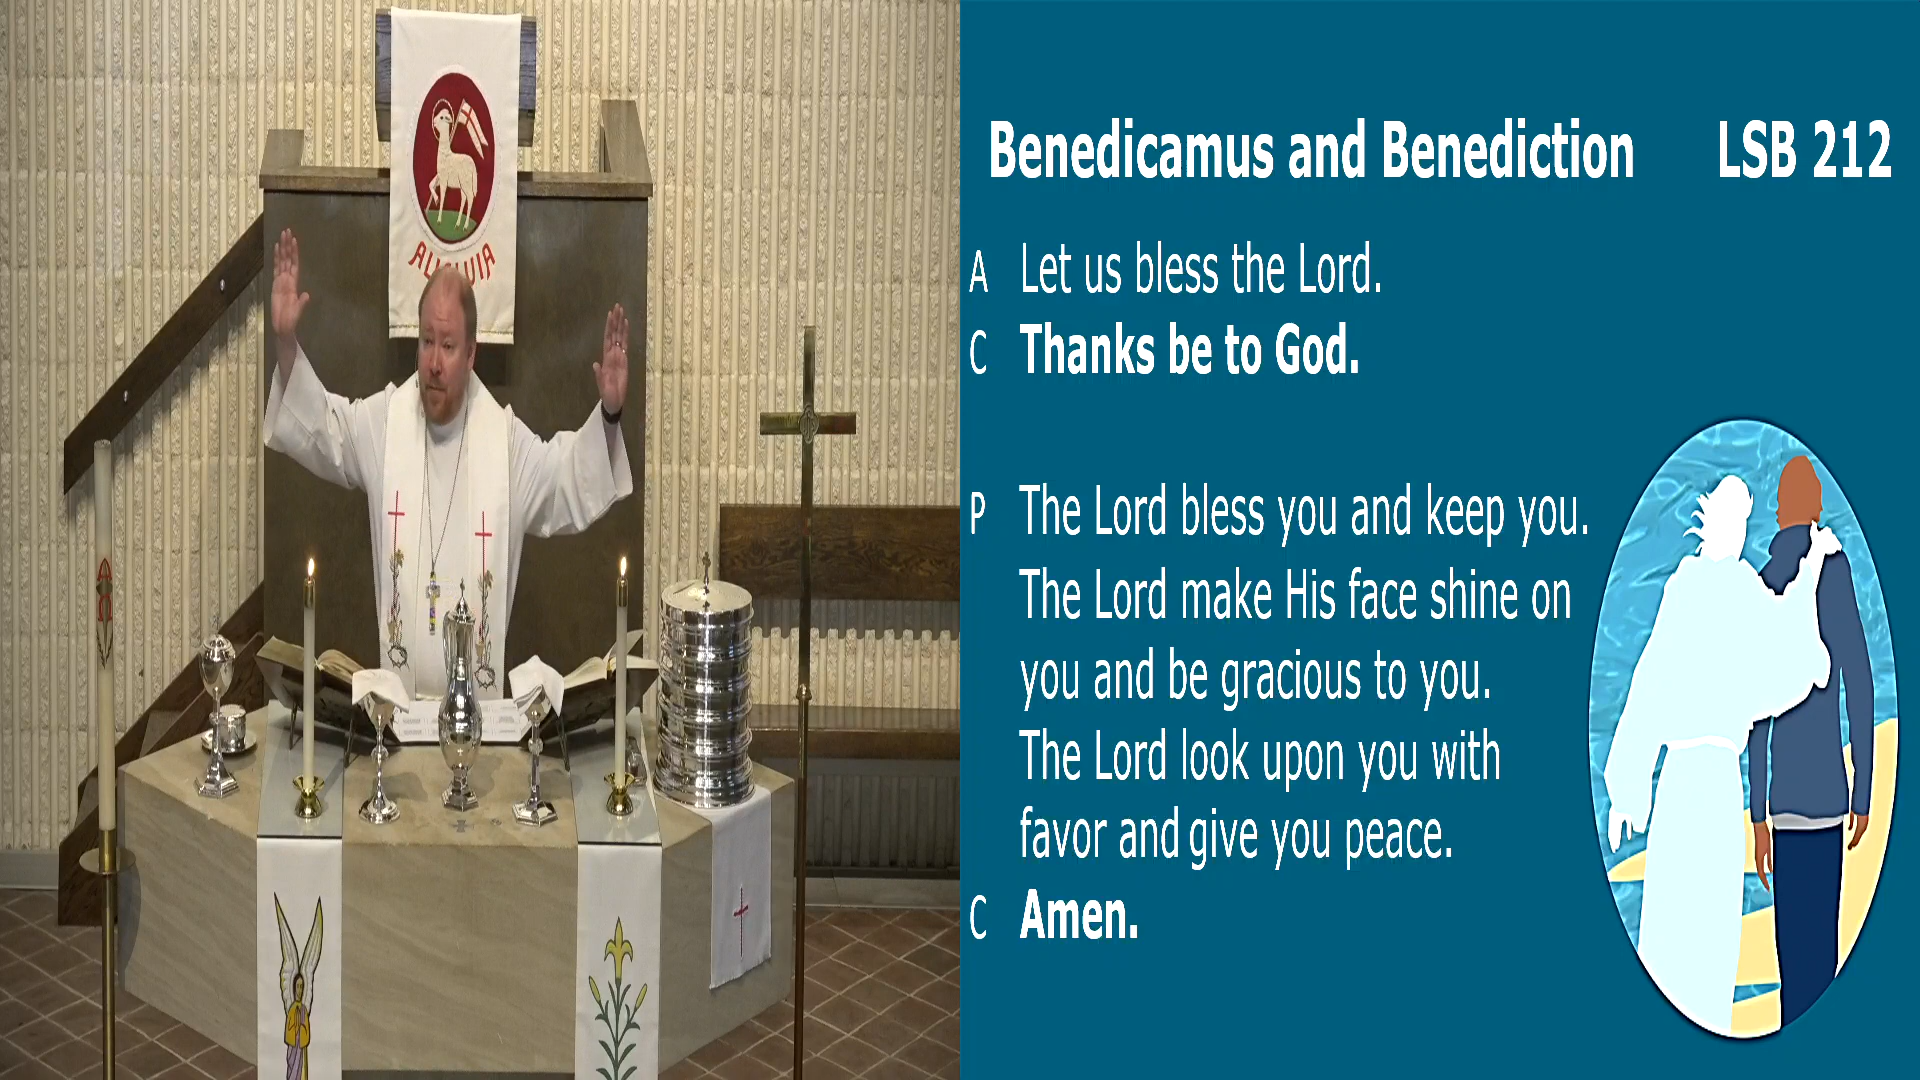 ALLELUIA
Α
Ω
Benedicamus and Benediction LSB 212
A Let us bless the Lord.
C Thanks be to God.
P The Lord bless you and keep you.
The Lord make His face shine on
you and be gracious to you.
The Lord look upon you with
favor and give you peace.
C Amen.